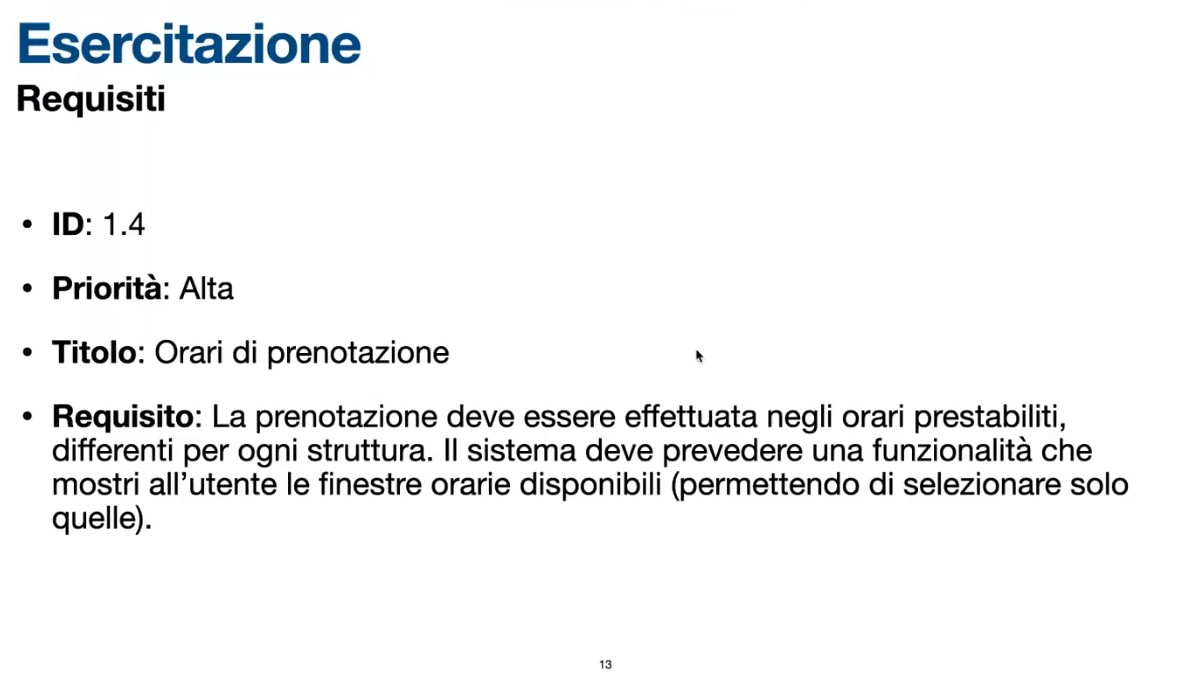 Esercitazione
Requisiti
• ID: 1.4
• Priorità: Alta
• Titolo: Orari di prenotazione
• Requisito: La prenotazione deve essere effettuata negli orari prestabiliti,
differenti per ogni struttura. Il sistema deve prevedere una funzionalità che
mostri all’utente le finestre orarie disponibili (permettendo di selezionare solo
quelle).
13